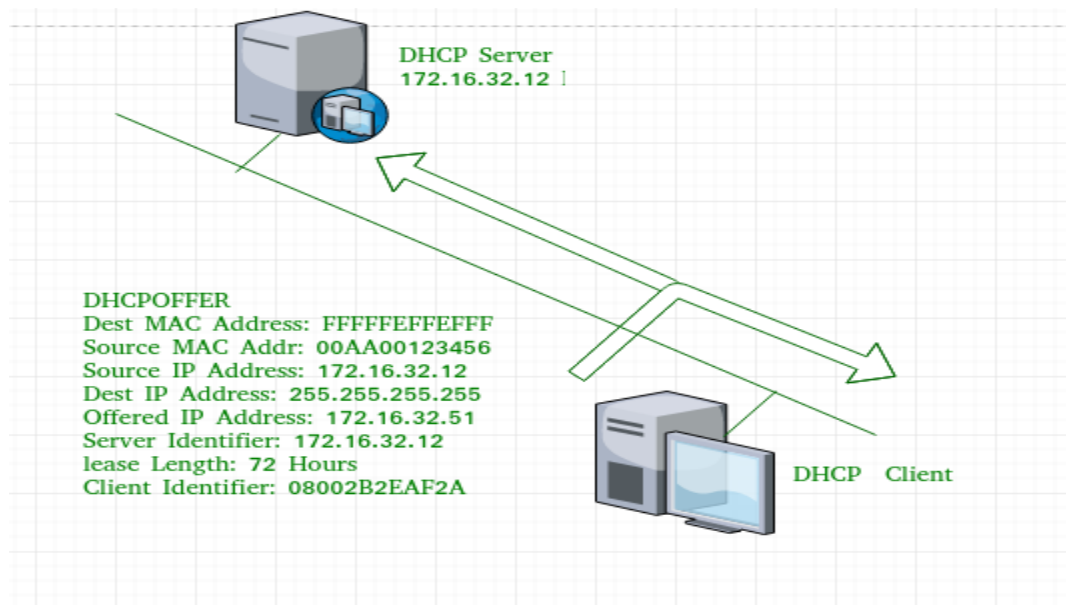 DHCP Server
172.16.32.12
DHCPOFFER
Dest MAC Address: FFFFFEFFEFFF
Source MAC Addr: 00AA00123456
Source IP Address: 172.16.32.12
Dest IP Address: 255.255.255.255
Offered IP Address: 172.16.32.51
Server Identifier: 172.16.32.12
lease Length: 72 Hours
Client Identifier: 08002B2EAF2A
DHCP Client